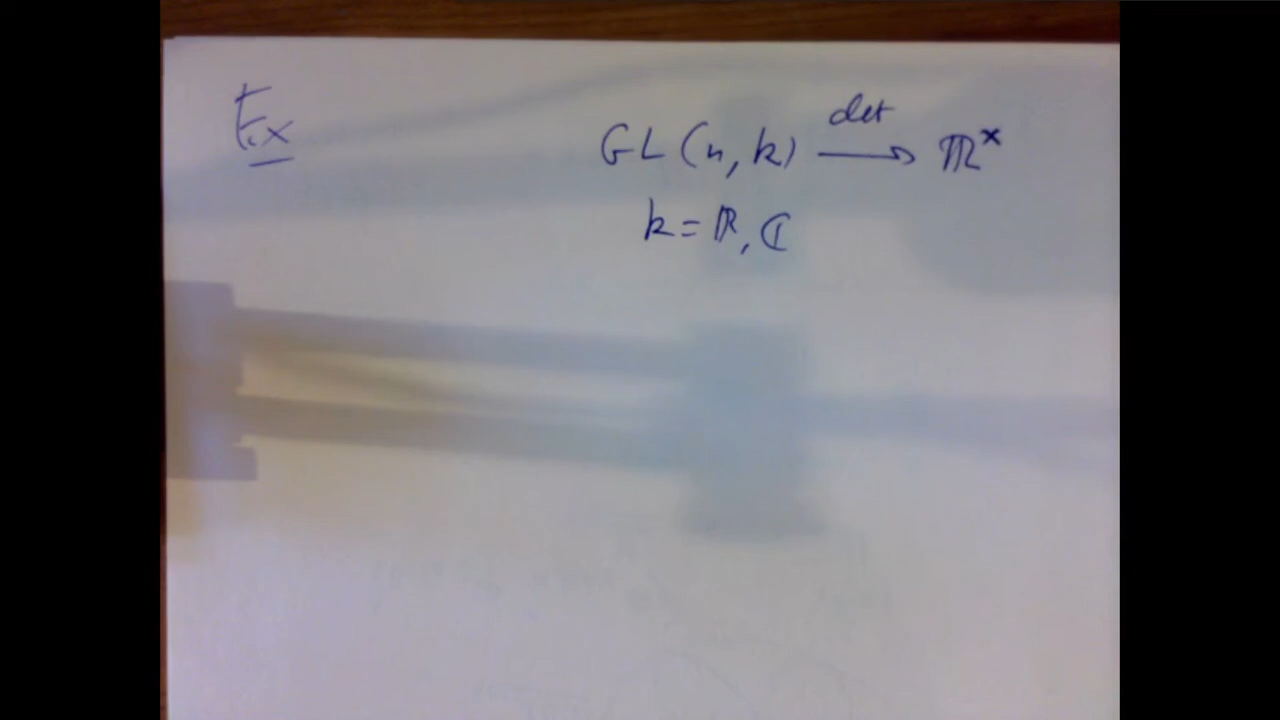 Ex
GL(n, k) det⟶ ℝ^×
k = ℝ, ℂ